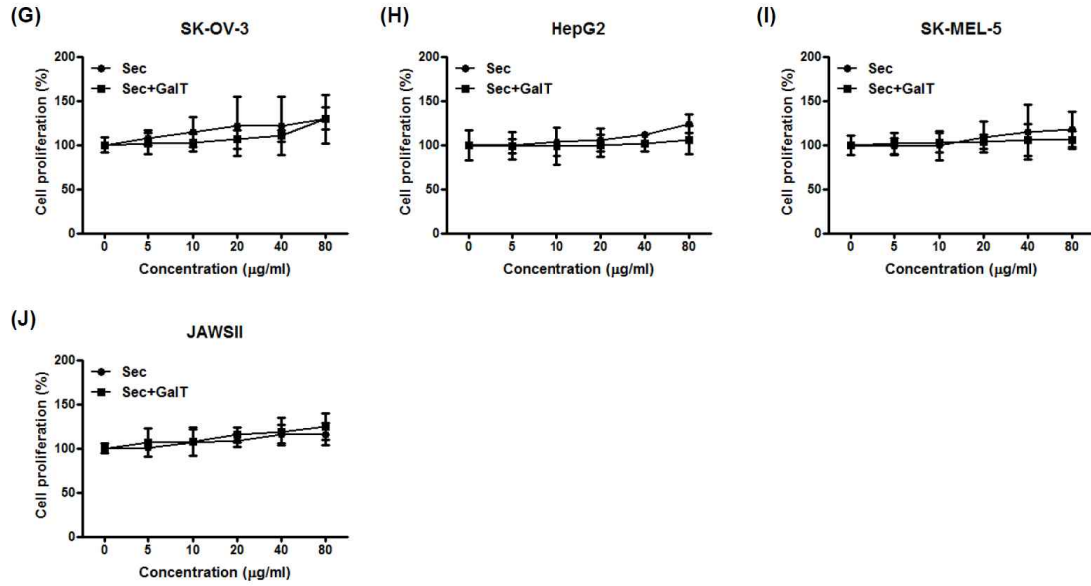 (G)
SK-OV-3
Cell proliferation (%)
200
150
100
50
0
Sec
Sec+GalT
0 5 10 20 40 80
Concentration (µg/ml)
(H)
HepG2
Cell proliferation (%)
200
150
100
50
0
Sec
Sec+GalT
0 5 10 20 40 80
Concentration (µg/ml)
(I)
SK-MEL-5
Cell proliferation (%)
200
150
100
50
0
Sec
Sec+GalT
0 5 10 20 40 80
Concentration (µg/ml)
(J)
JAWSII
Cell proliferation (%)
200
150
100
50
0
Sec
Sec+GalT
0 5 10 20 40 80
Concentration (µg/ml)